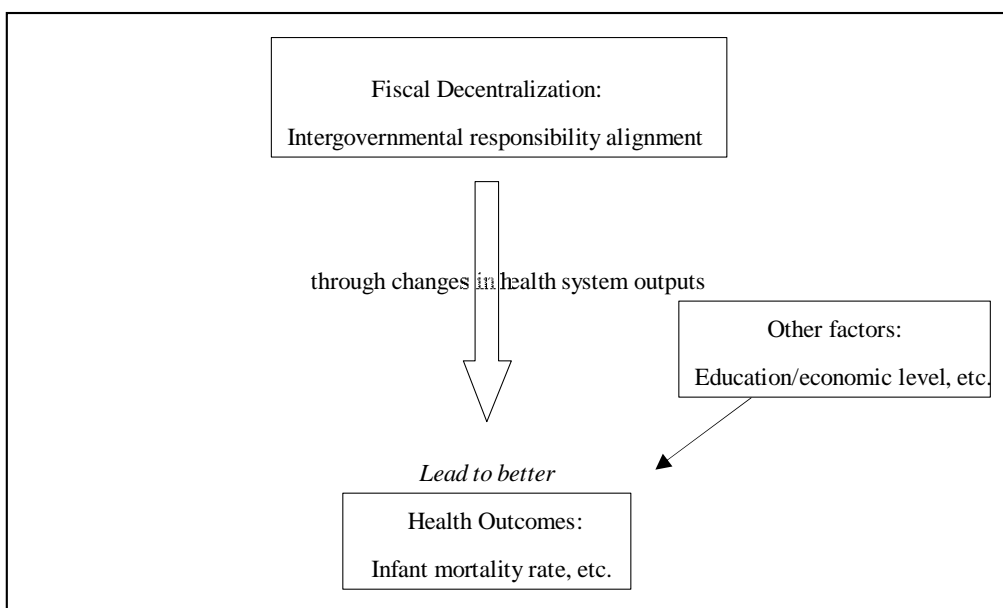 Fiscal Decentralization:
Intergovernmental responsibility alignment
through changes in health system outputs
Other factors:
Education/economic level, etc.
Lead to better
Health Outcomes:
Infant mortality rate, etc.